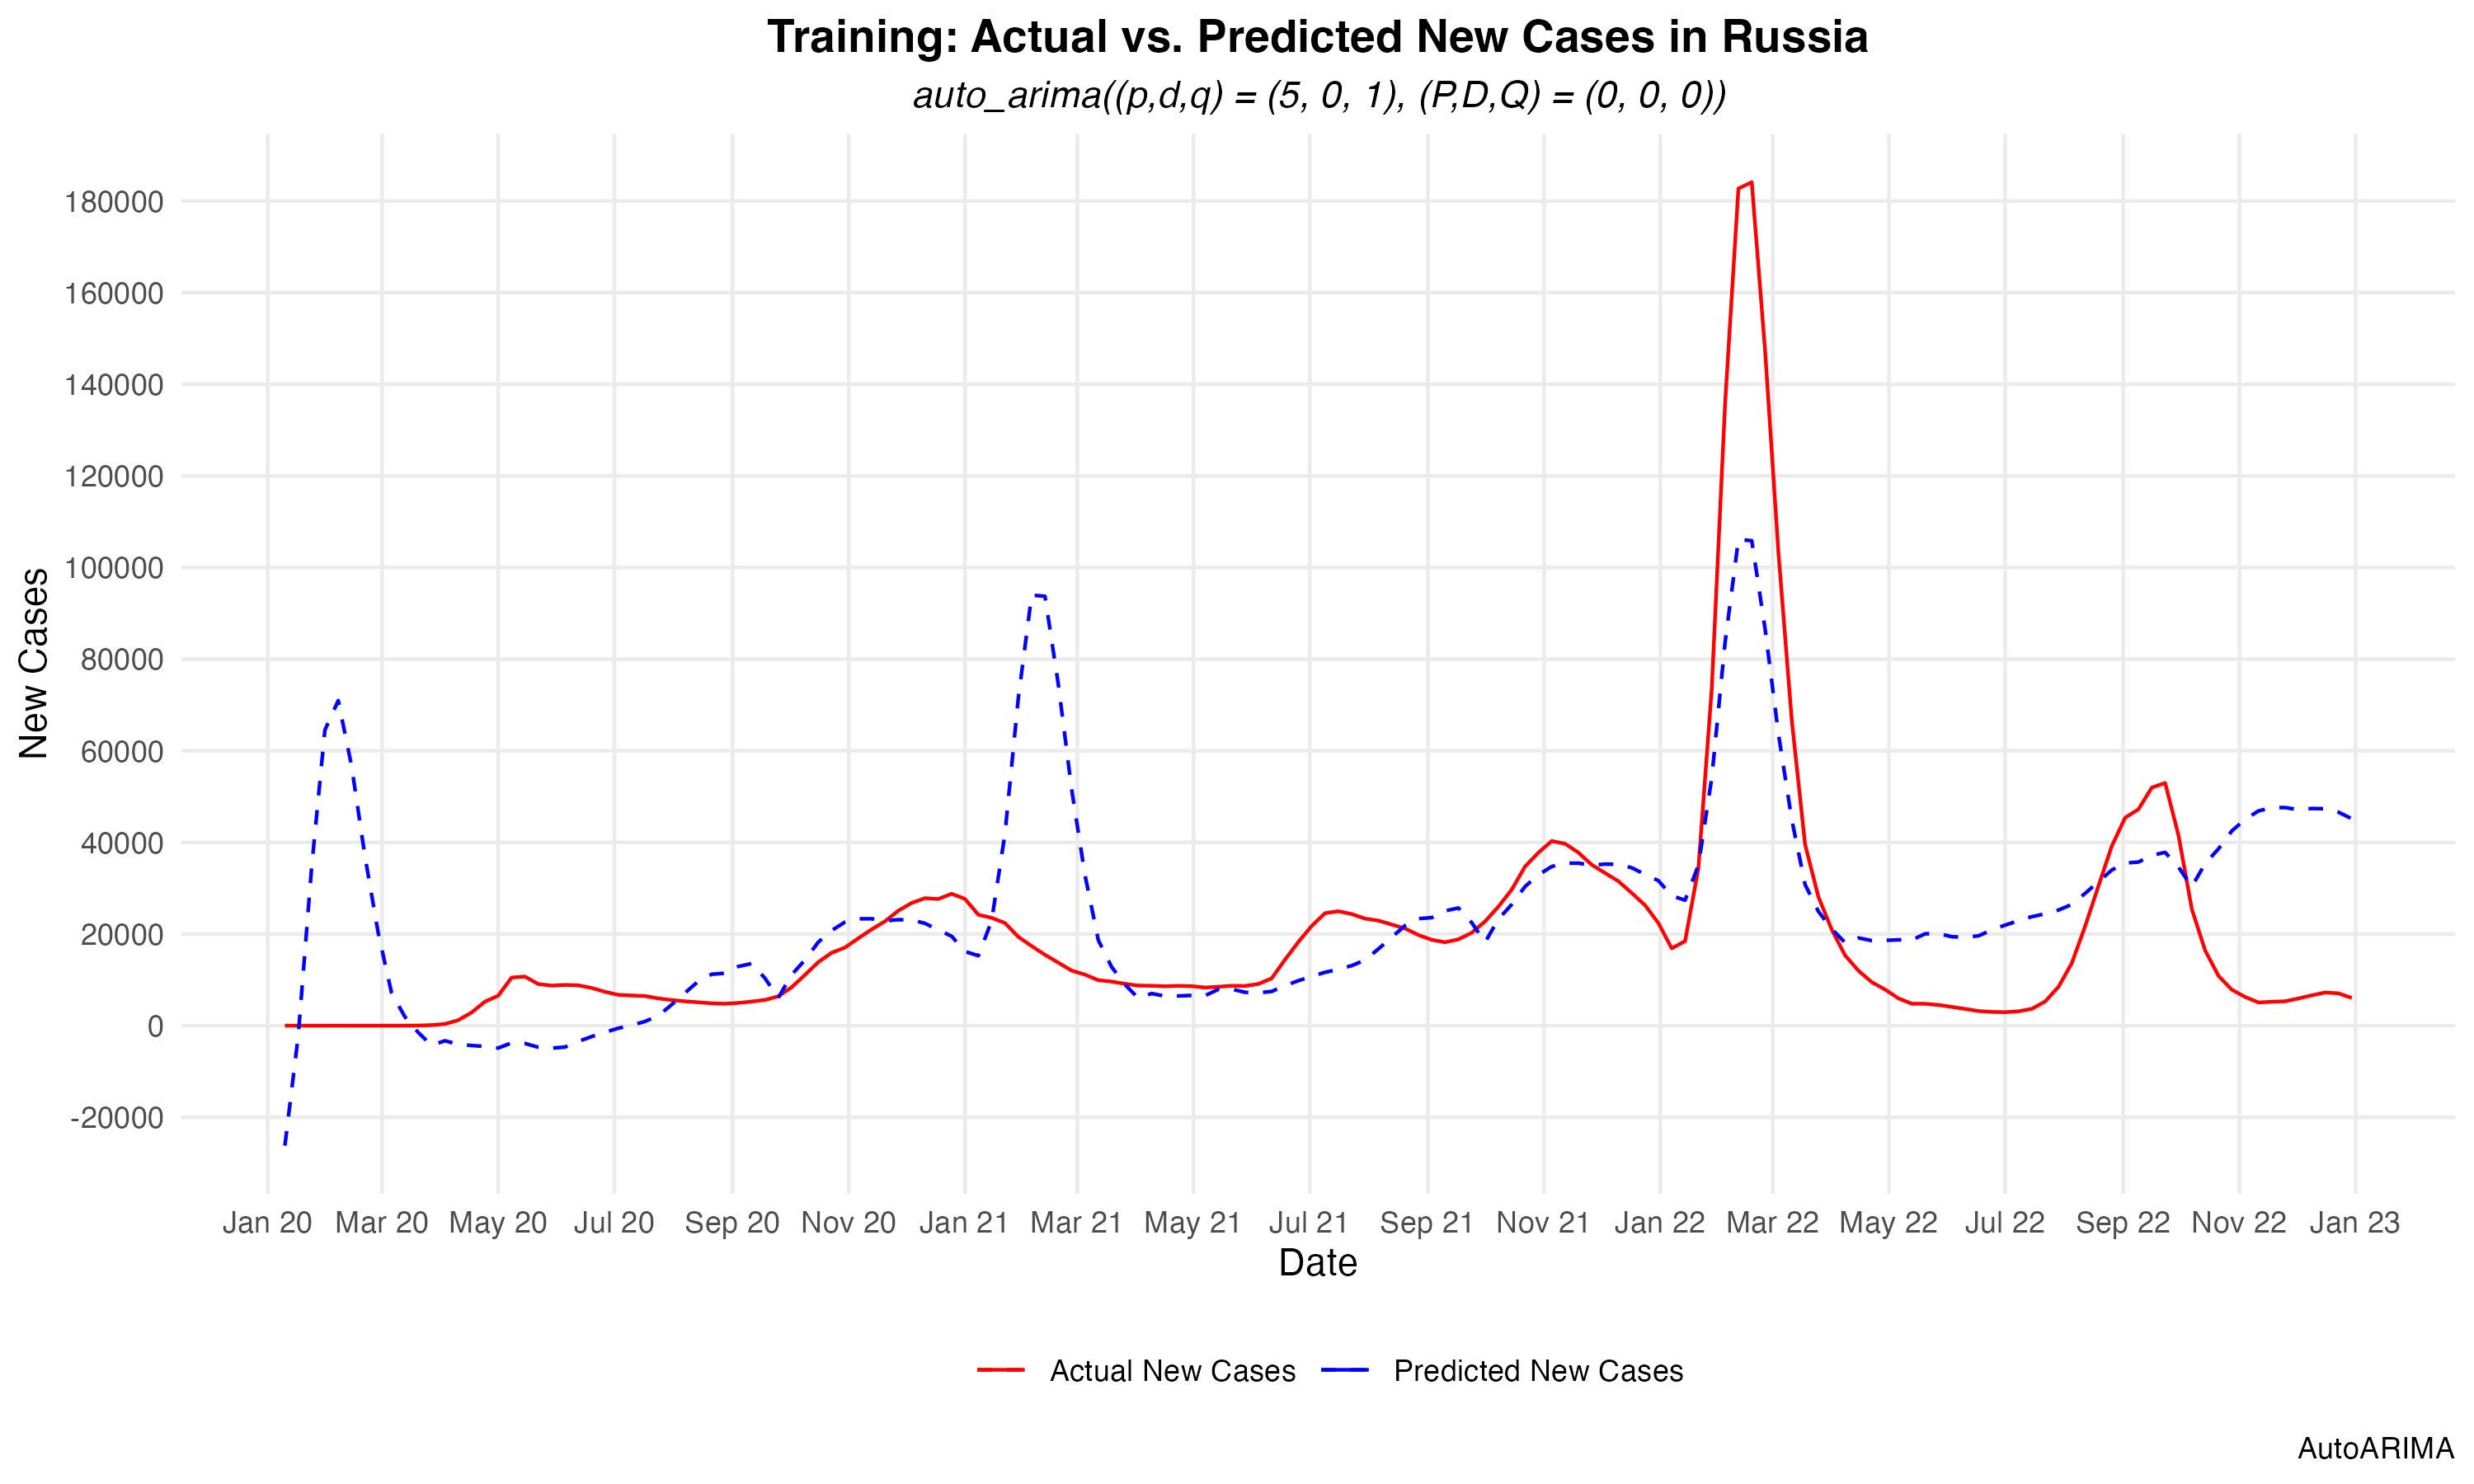 Training: Actual vs. Predicted New Cases in Russia
auto_arima((p,d,q) = (5, 0, 1), (P,D,Q) = (0, 0, 0))
New Cases
180000
160000
140000
120000
100000
80000
60000
40000
20000
0
-20000
Jan 20 Mar 20 May 20 Jul 20 Sep 20 Nov 20 Jan 21 Mar 21 May 21 Jul 21 Sep 21 Nov 21 Jan 22 Mar 22 May 22 Jul 22 Sep 22 Nov 22 Jan 23
Date
Actual New Cases Predicted New Cases
AutoARIMA